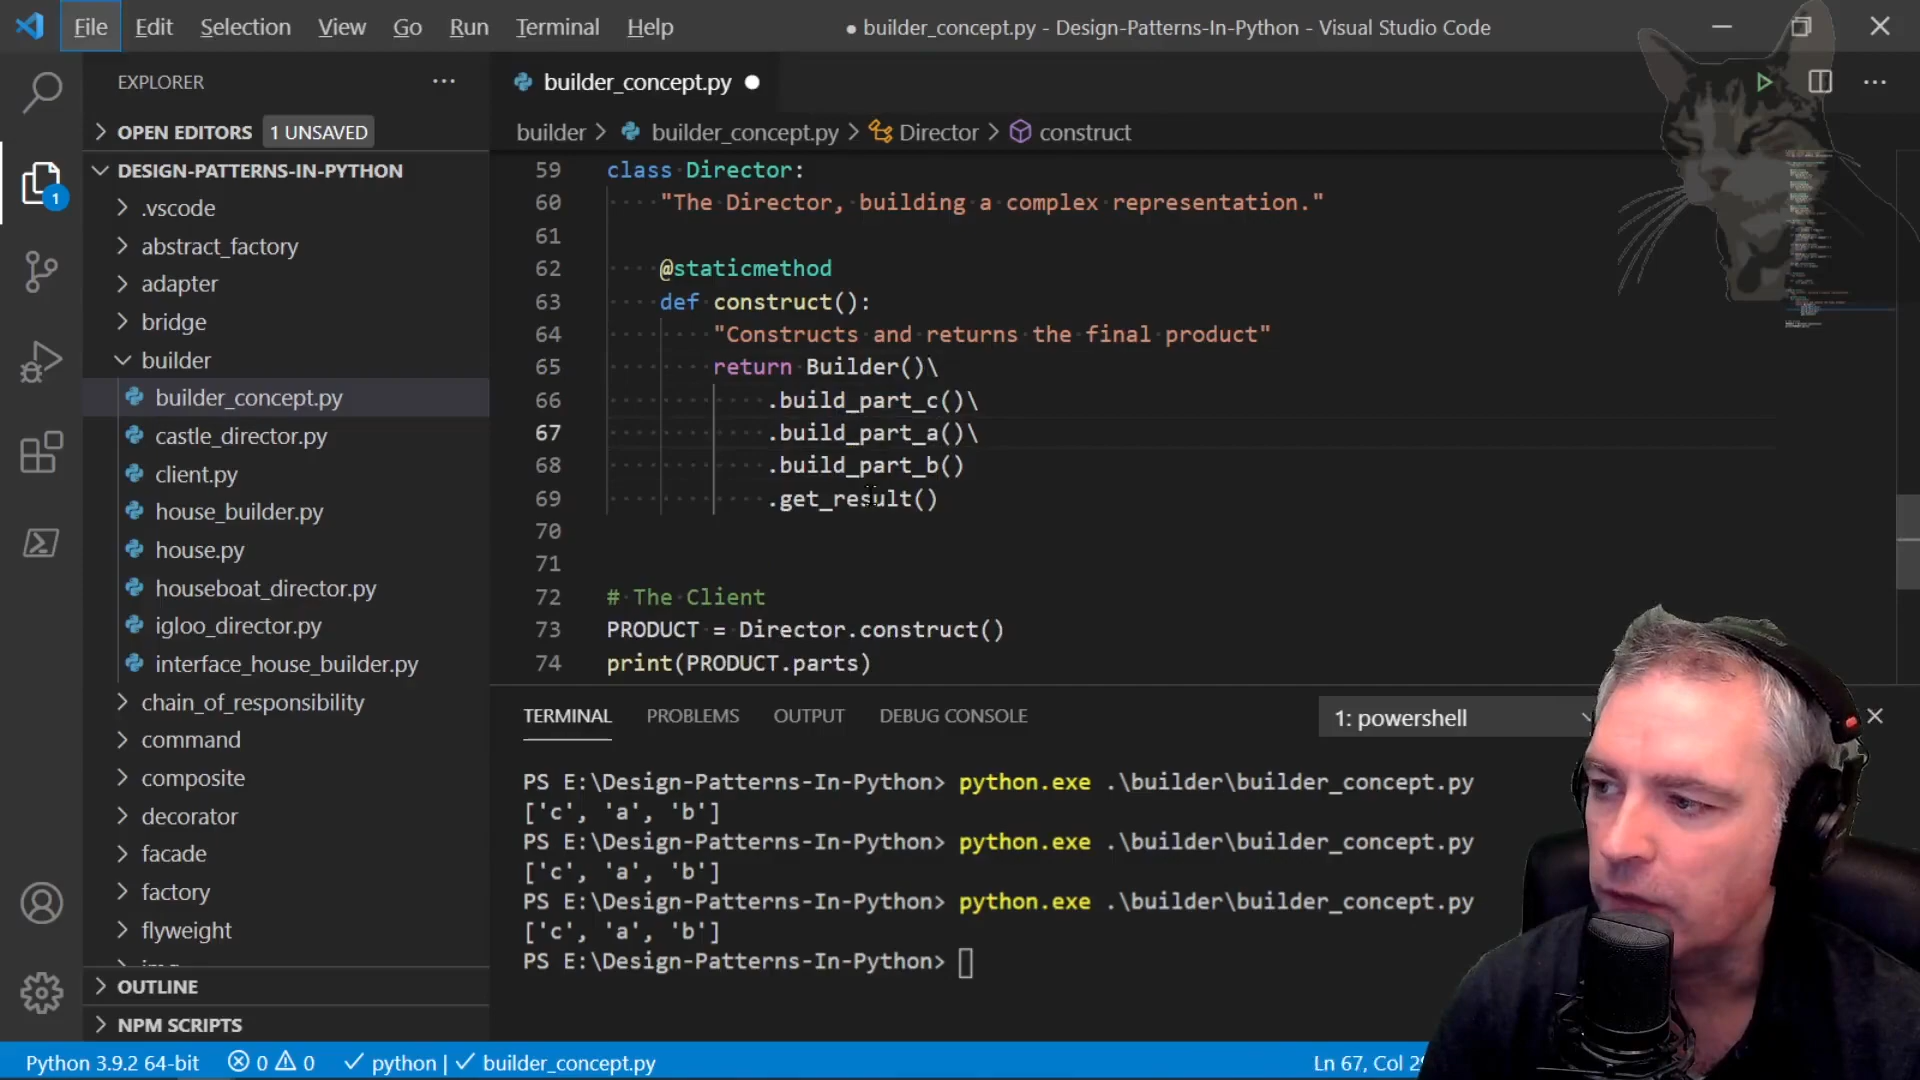 File Edit Selection View Go Run Terminal Help
● builder_concept.py - Design-Patterns-In-Python - Visual Studio Code
EXPLORER
OPEN EDITORS 1 UNSAVED
DESIGN-PATTERNS-IN-PYTHON
.vscode
abstract_factory
adapter
bridge
builder
builder_concept.py
castle_director.py
client.py
house_builder.py
house.py
houseboat_director.py
igloo_director.py
interface_house_builder.py
chain_of_responsibility
command
composite
decorator
facade
factory
flyweight
OUTLINE
NPM SCRIPTS
1
builder_concept.py ●
builder > builder_concept.py > Director > construct
59 class Director:
60 "The Director, building a complex representation."
61
62 @staticmethod
63 def construct():
64 "Constructs and returns the final product"
65 return Builder()\
66 .build_part_c()\
67 .build_part_a()\
68 .build_part_b()
69 .get_result()
70
71
72 # The Client
73 PRODUCT = Director.construct()
74 print(PRODUCT.parts)
TERMINAL PROBLEMS OUTPUT DEBUG CONSOLE 1: powershell
PS E:\Design-Patterns-In-Python> python.exe .\builder\builder_concept.py
['c', 'a', 'b']
PS E:\Design-Patterns-In-Python> python.exe .\builder\builder_concept.py
['c', 'a', 'b']
PS E:\Design-Patterns-In-Python> python.exe .\builder\builder_concept.py
['c', 'a', 'b']
PS E:\Design-Patterns-In-Python>
Python 3.9.2 64-bit 0 0 python | builder_concept.py Ln 67, Col